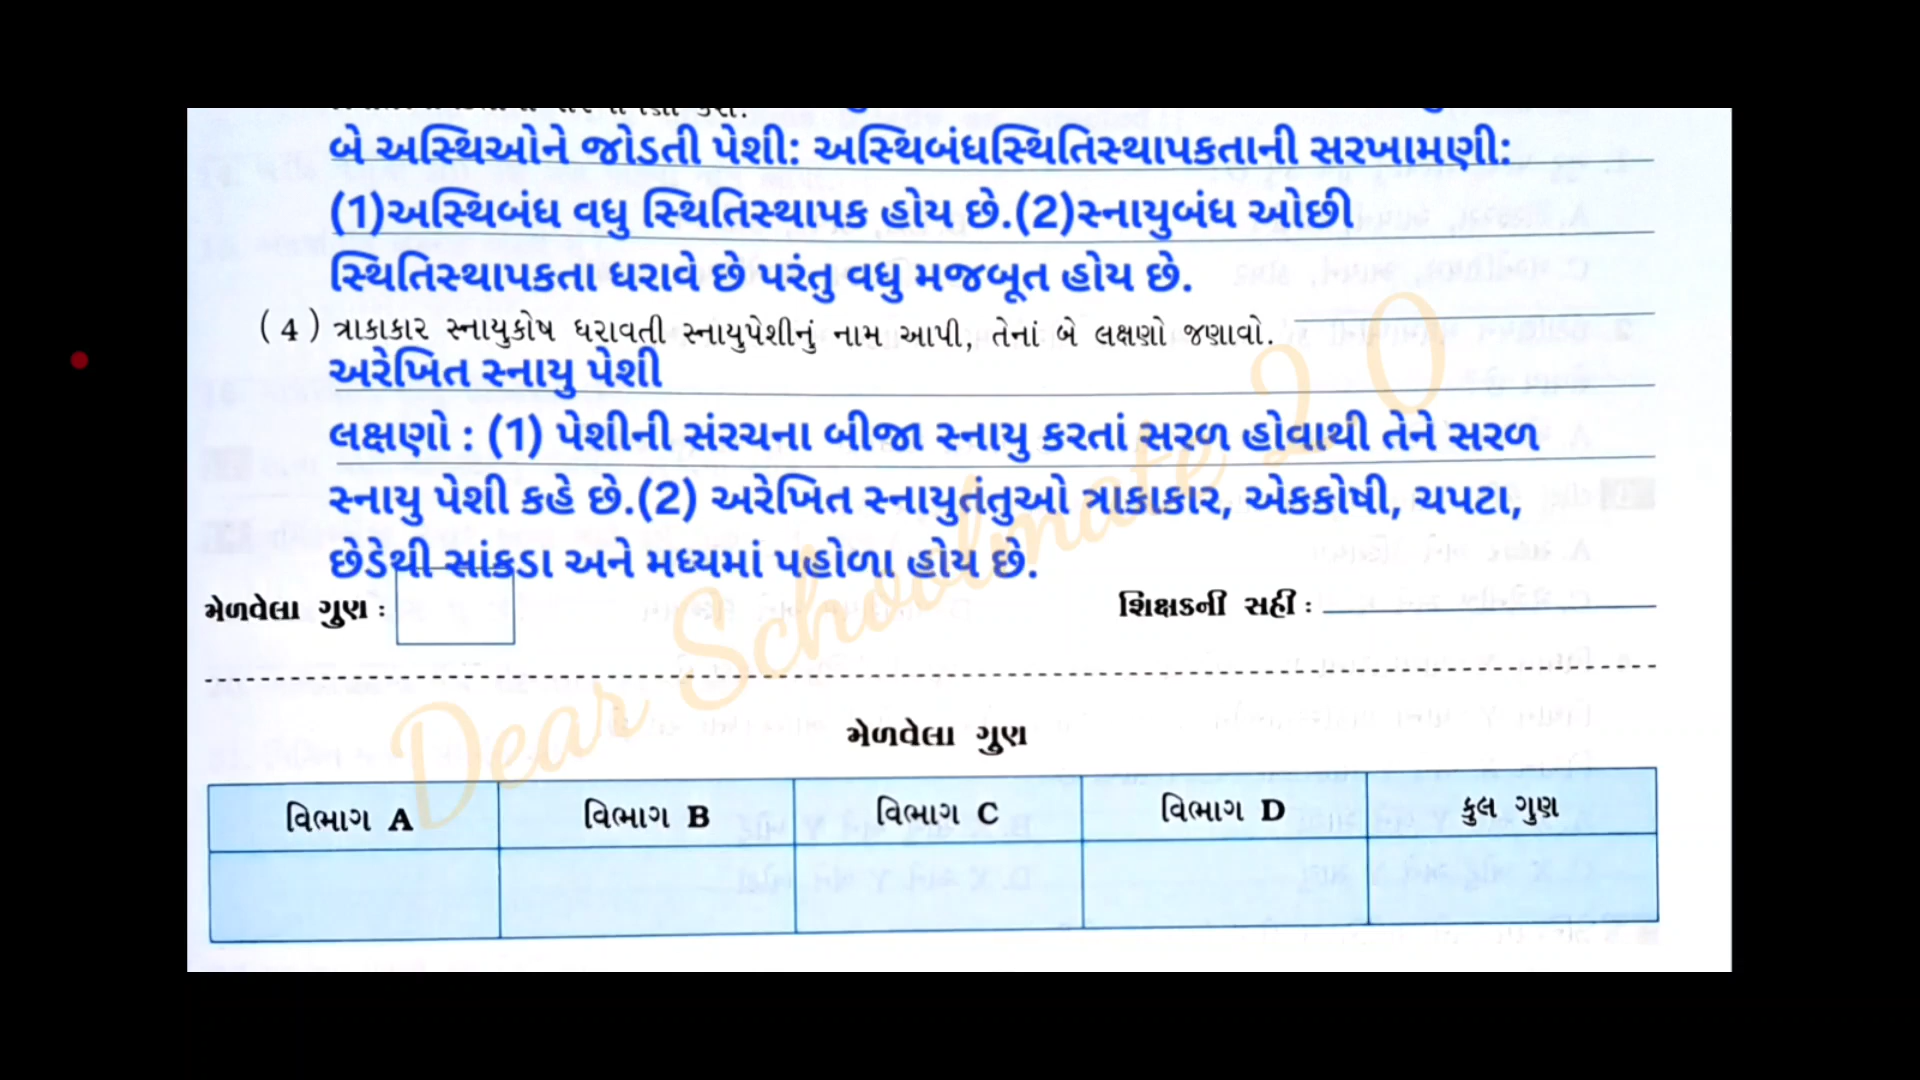 બે અસ્થિઓને જોડતી પેશી: અસ્થિબંધસ્થિતિસ્થાપકતાની સરખામણી:
(1)અસ્થિબંધ વધુ સ્થિતિસ્થાપક હોય છે.(2)સ્નાયુબંધ ઓછી
સ્થિતિસ્થાપકતા ધરાવે છે પરંતુ વધુ મજબૂત હોય છે.
( 4 ) ત્રાકાકાર સ્નાયુકોષ ધરાવતી સ્નાયુપેશીનું નામ આપી, તેનાં બે લક્ષણો જણાવો.
અરેખિત સ્નાયુ પેશી
લક્ષણો : (1) પેશીની સંરચના બીજા સ્નાયુ કરતાં સરળ હોવાથી તેને સરળ
સ્નાયુ પેશી કહે છે.(2) અરેખિત સ્નાયુતંતુઓ ત્રાકાકાર, એકકોષી, ચપટા,
છેડેથી સાંકડા અને મધ્યમાં પહોળા હોય છે.
મેળવેલા ગુણ : શિક્ષકની સહી :
Dear Schoolmate 2.0
મેળવેલા ગુણ
વિભાગ A વિભાગ B વિભાગ C વિભાગ D કુલ ગુણ